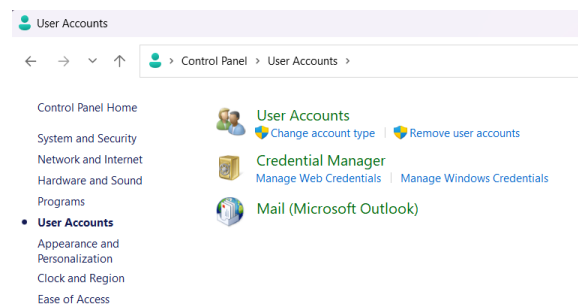 User Accounts
Control Panel > User Accounts >
Control Panel Home
System and Security
Network and Internet
Hardware and Sound
Programs
User Accounts
Appearance and
Personalization
Clock and Region
Ease of Access
User Accounts
Change account type | Remove user accounts
Credential Manager
Manage Web Credentials | Manage Windows Credentials
Mail (Microsoft Outlook)